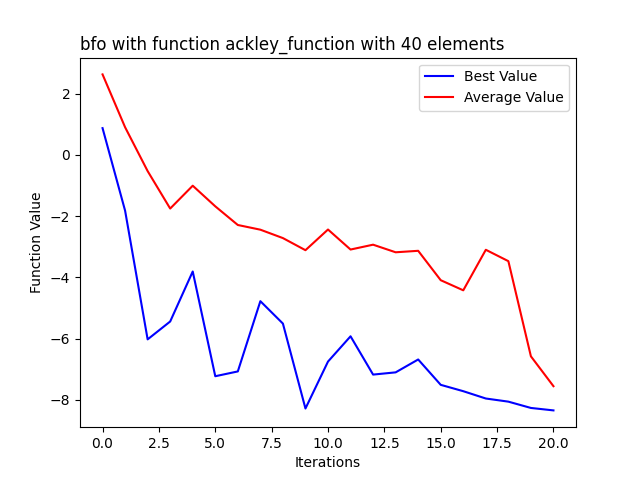 bfo with function ackley_function with 40 elements
Best Value
Average Value
Function Value
2
0
−2
−4
−6
−8
0.0 2.5 5.0 7.5 10.0 12.5 15.0 17.5 20.0
Iterations